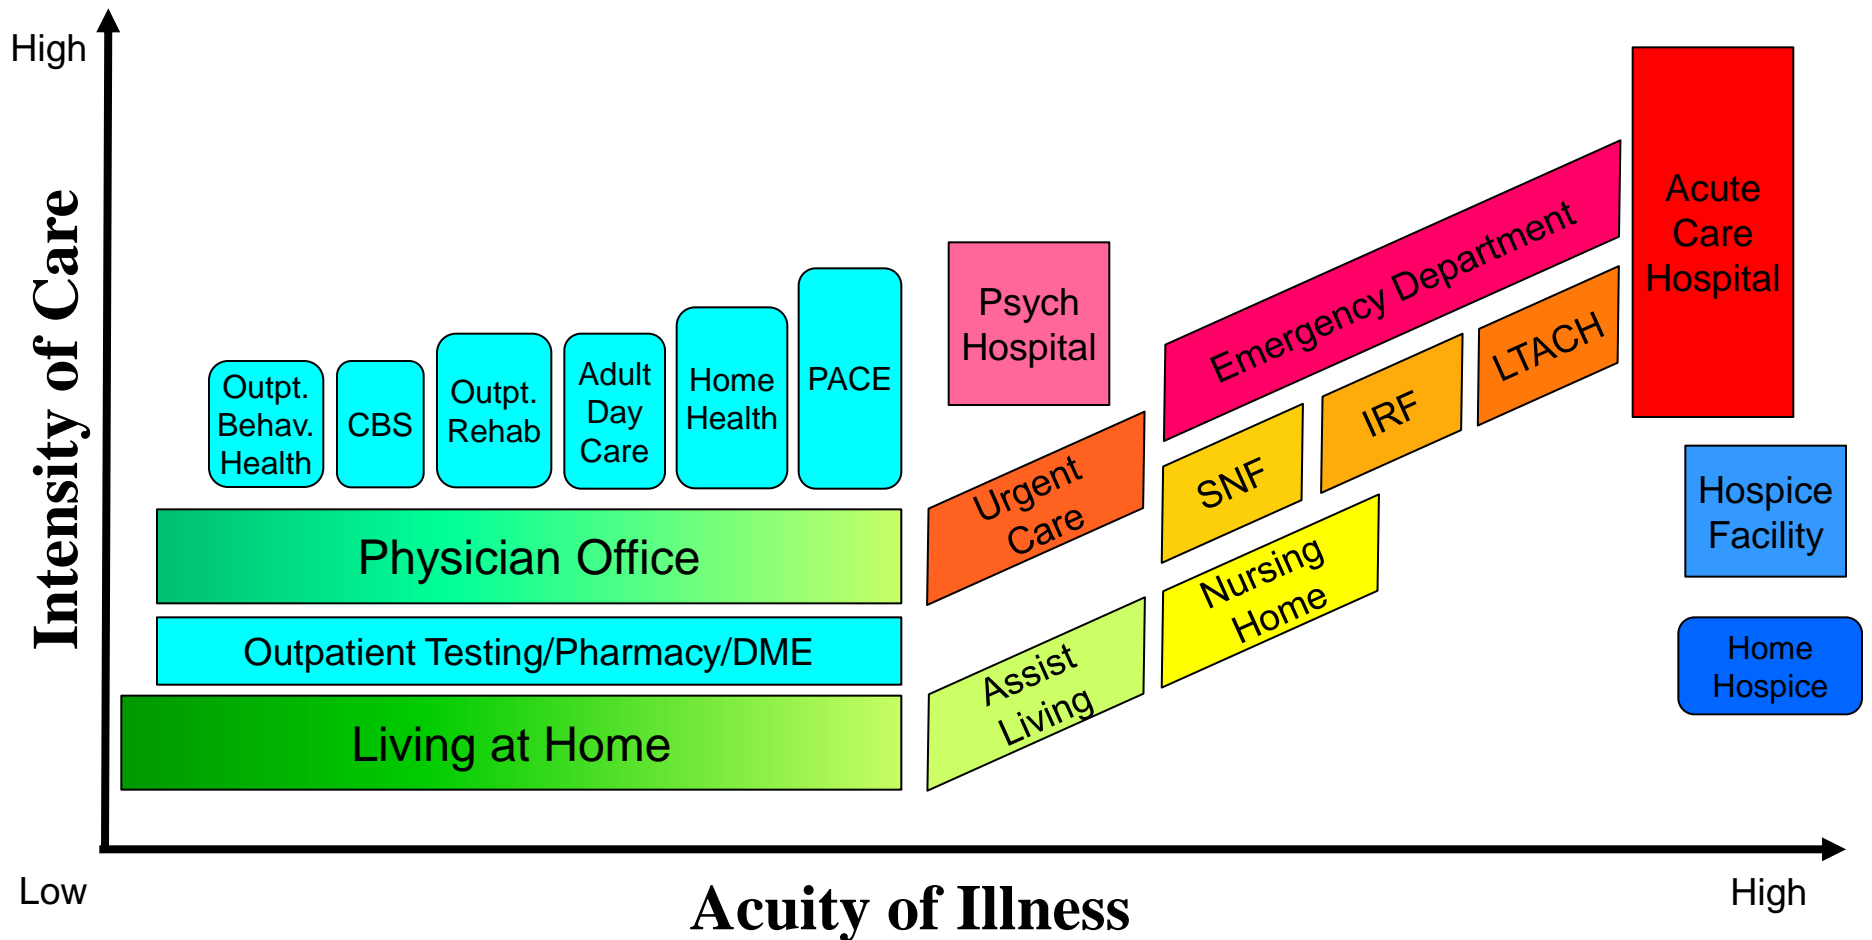 High
Intensity of Care
Outpt.
Behav.
Health
CBS
Outpt.
Rehab
Adult
Day
Care
Home
Health
PACE
Psych
Hospital
Emergency Department
Acute
Care
Hospital
Urgent
Care
SNF
IRF
LTACH
Physician Office
Outpatient Testing/Pharmacy/DME
Living at Home
Assist
Living
Nursing
Home
Hospice
Facility
Home
Hospice
Low
Acuity of Illness
High